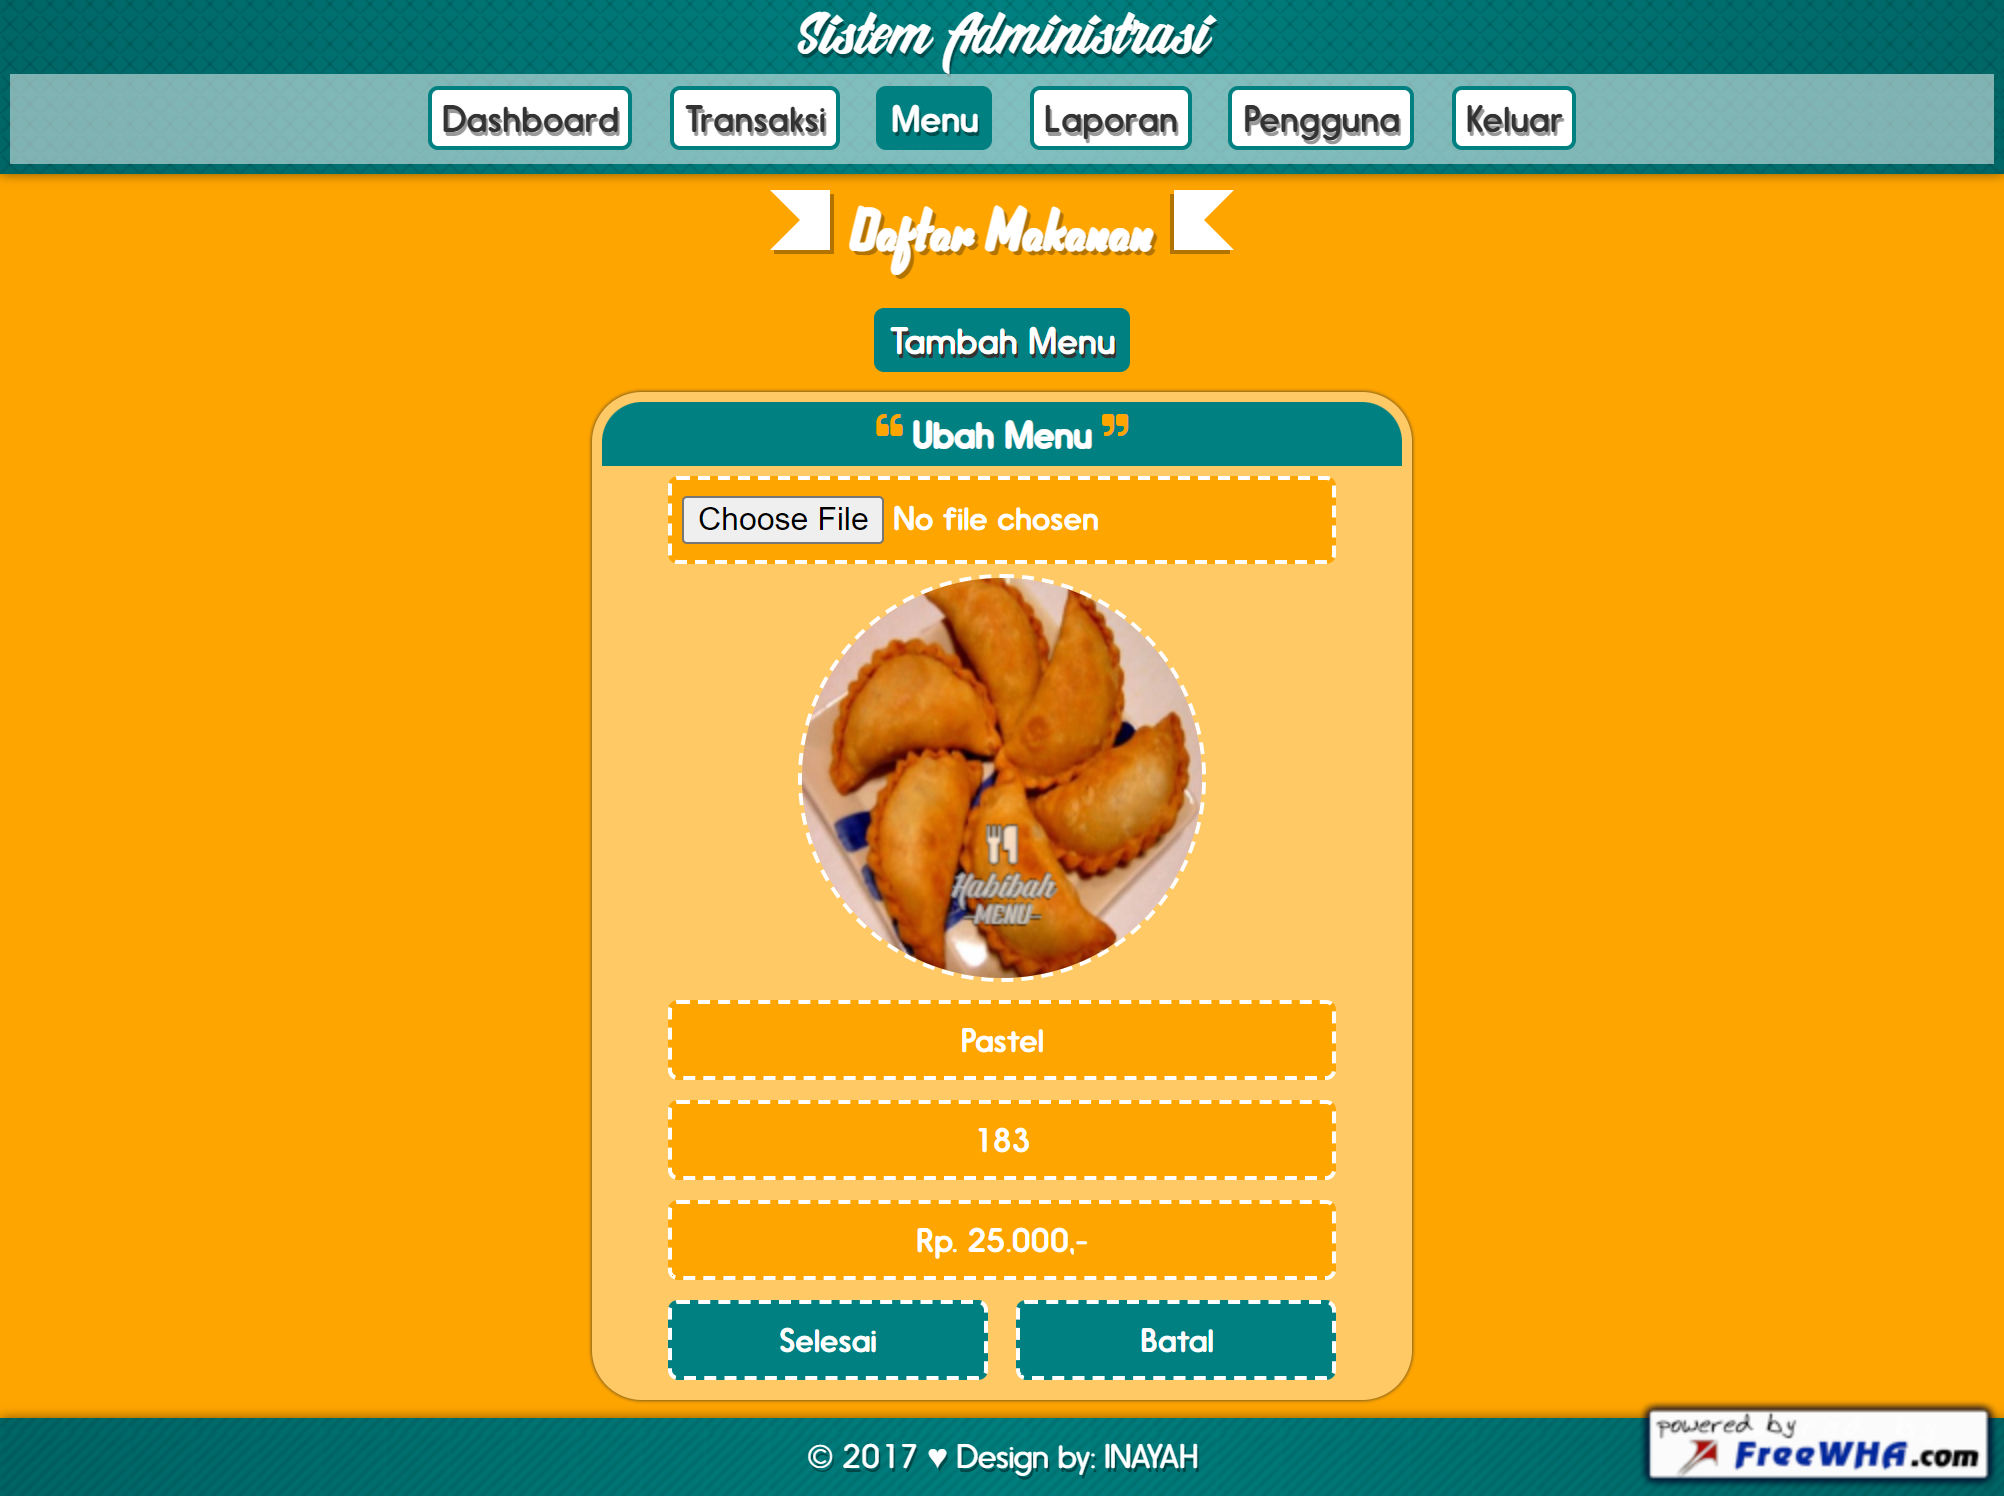 Sistem Administrasi
Dashboard Transaksi Menu Laporan Pengguna Keluar
Daftar Makanan
Tambah Menu
❝ Ubah Menu ❞
Choose File No file chosen
Habibah
-MENU-
Pastel
183
Rp. 25.000,-
Selesai Batal
© 2017 ♥ Design by: INAYAH
powered by
FreeWHA.com